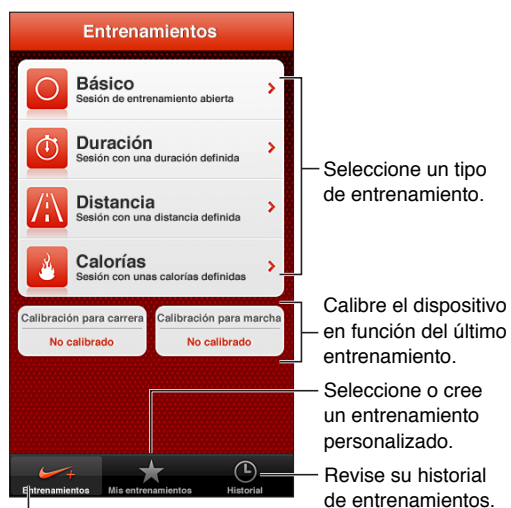 Entrenamientos
Básico
Sesión de entrenamiento abierta
Duración
Sesión con una duración definida
Distancia
Sesión con una distancia definida
Calorías
Sesión con unas calorías definidas
Calibración para carrera
No calibrado
Calibración para marcha
No calibrado
Entrenamientos
Mis entrenamientos
Historial
Seleccione un tipo
de entrenamiento.
Calibre el dispositivo
en función del último
entrenamiento.
Seleccione o cree
un entrenamiento
personalizado.
Revise su historial
de entrenamientos.